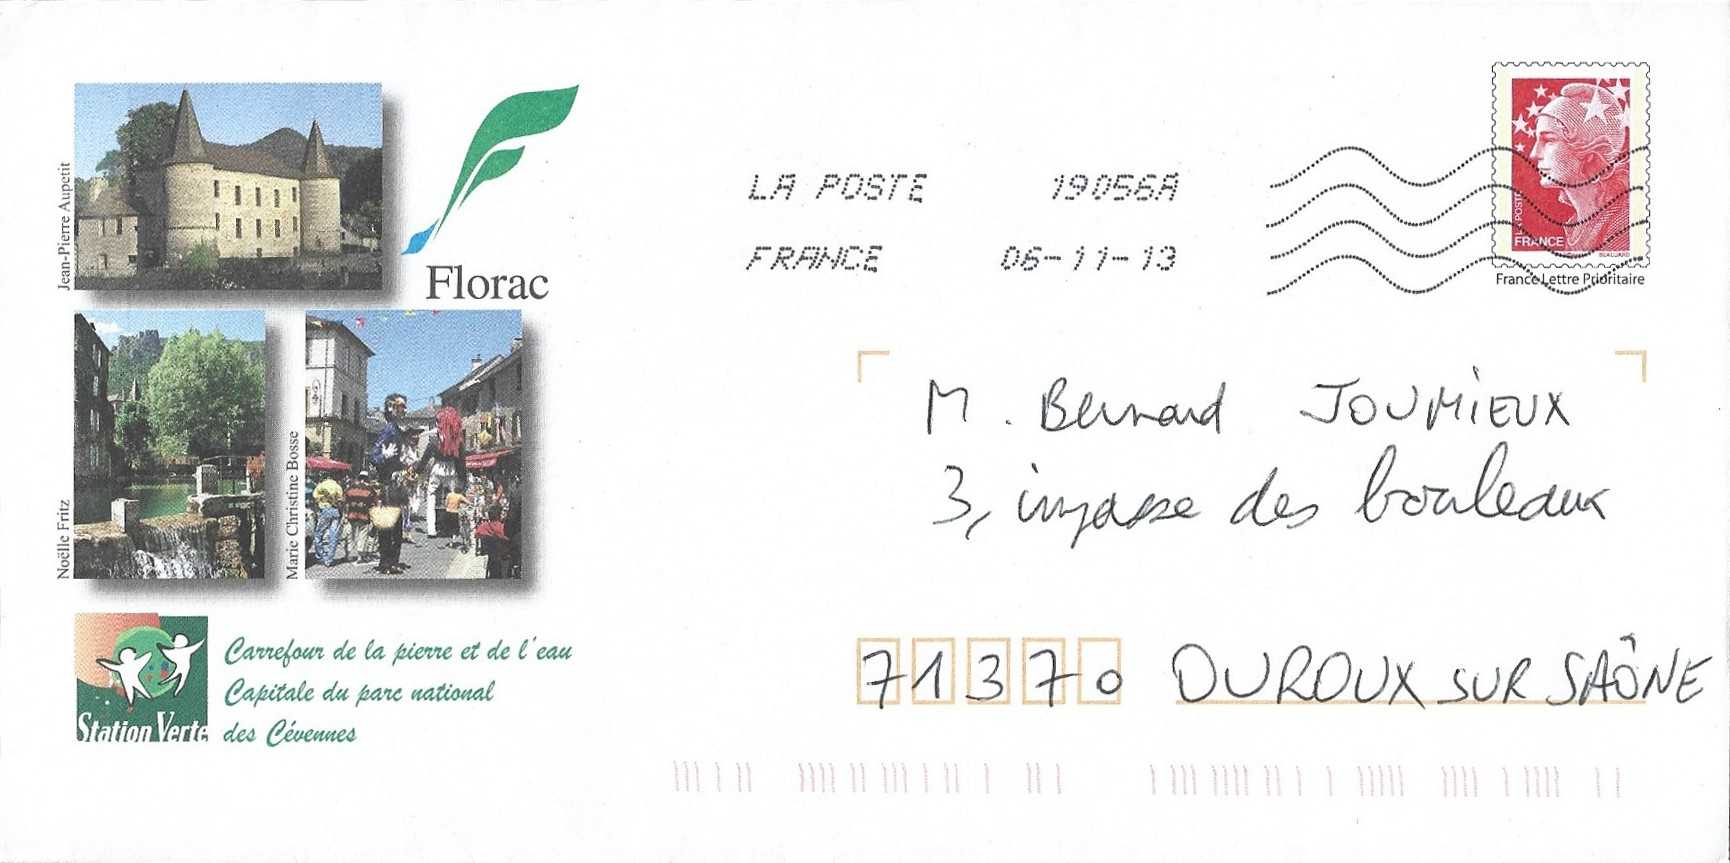 Jean-Pierre Aupetit
Florac
Noëlle Fritz
Marie Christine Bosse
Station Verte
Carrefour de la pierre et de l'eau
Capitale du parc national
des Cévennes
LA POSTE 19056A
FRANCE 06-11-13
LA POSTE
FRANCE
BEAUJARD
France Lettre Prioritaire
M. Bernard JOUMIEUX
3, impasse des bouleaux
71370 OUROUX SUR SAÔNE